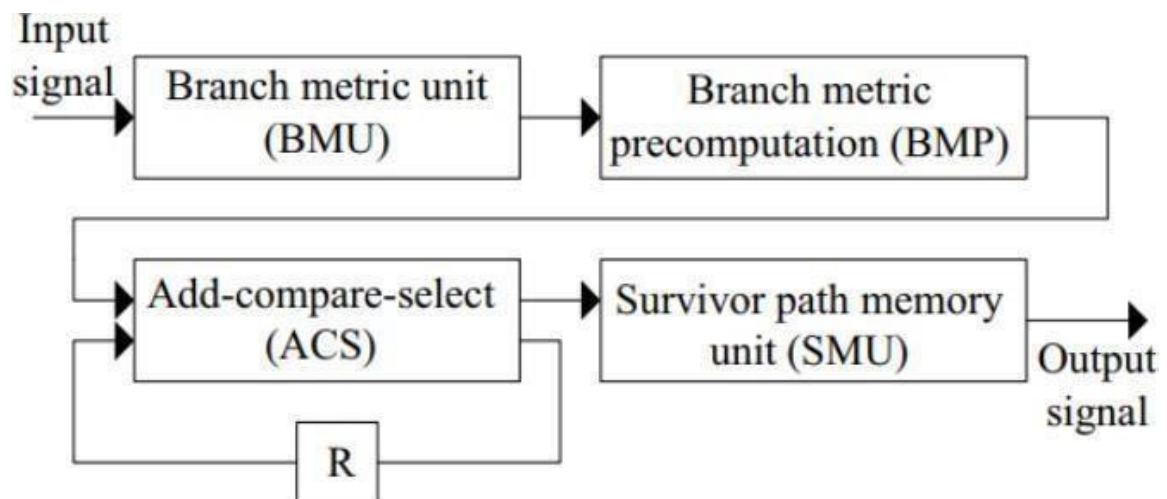 Input
signal
Branch metric unit
(BMU)
Branch metric
precomputation (BMP)
Add-compare-select
(ACS)
Survivor path memory
unit (SMU)
Output
signal
R